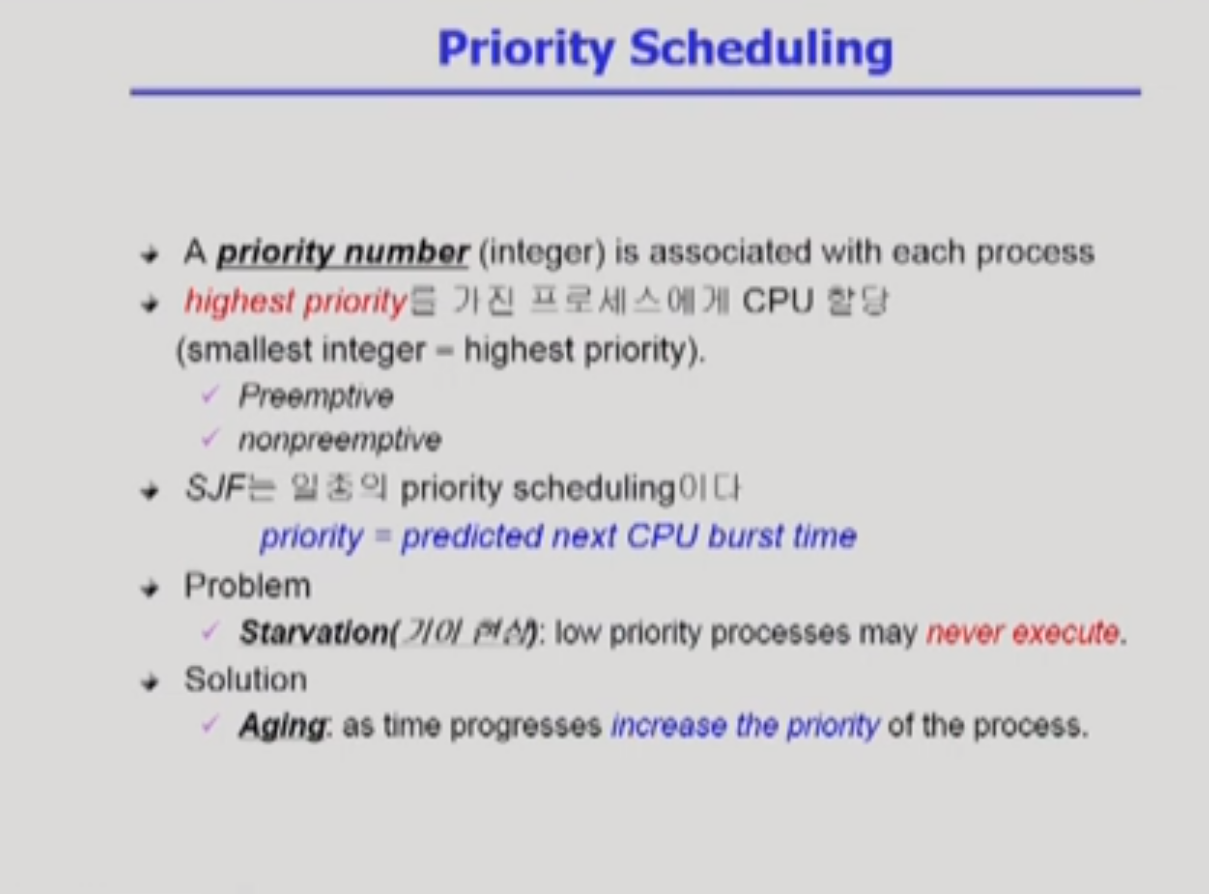 Priority Scheduling
A priority number (integer) is associated with each process
highest priority를 가진 프로세스에게 CPU 할당
(smallest integer = highest priority).
Preemptive
nonpreemptive
SJF는 일종의 priority scheduling이다
priority = predicted next CPU burst time
Problem
Starvation(기아 현상): low priority processes may never execute.
Solution
Aging: as time progresses increase the priority of the process.